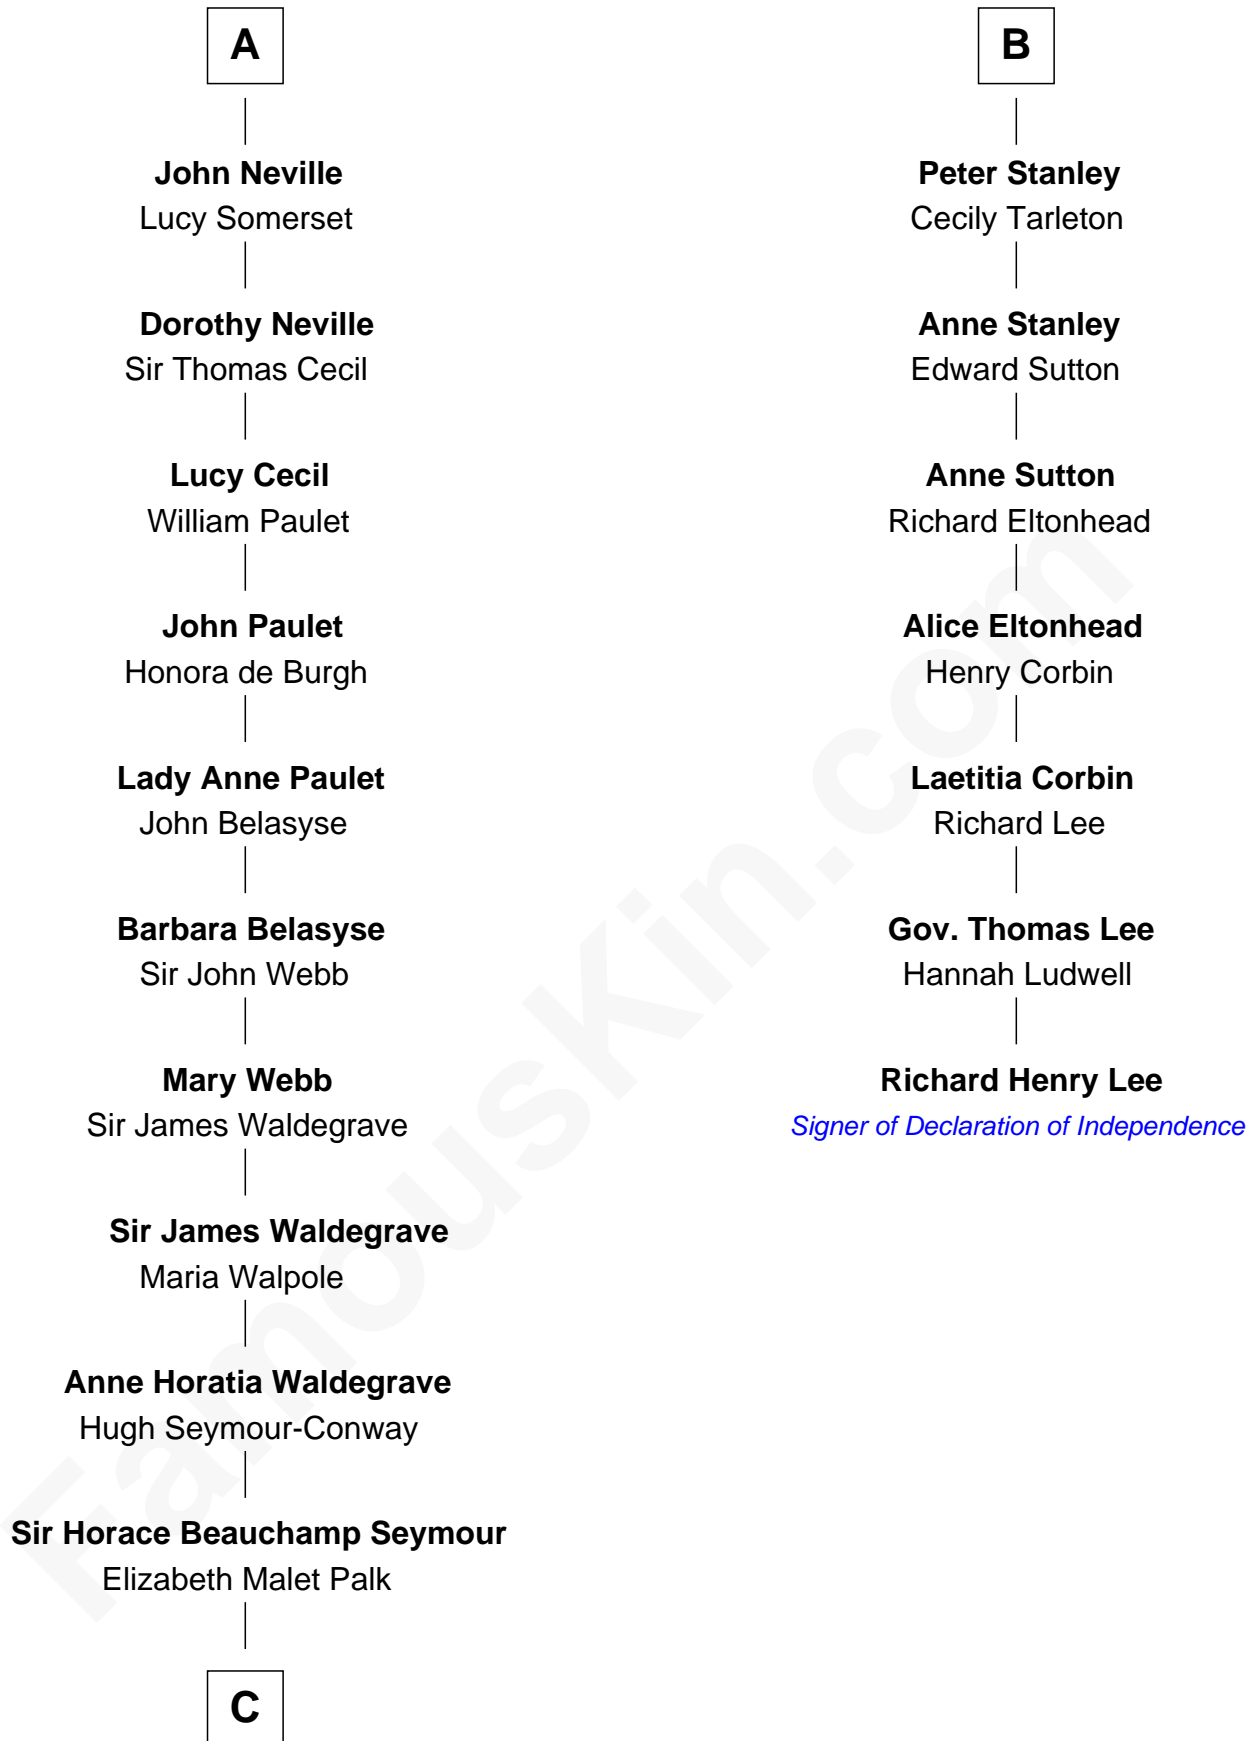 A
John Neville
Lucy Somerset
Dorothy Neville
Sir Thomas Cecil
Lucy Cecil
William Paulet
John Paulet
Honora de Burgh
Lady Anne Paulet
John Belasyse
Barbara Belasyse
Sir John Webb
Mary Webb
Sir James Waldegrave
Sir James Waldegrave
Maria Walpole
Anne Horatia Waldegrave
Hugh Seymour-Conway
Sir Horace Beauchamp Seymour
Elizabeth Malet Palk
C
B
Peter Stanley
Cecily Tarleton
Anne Stanley
Edward Sutton
Anne Sutton
Richard Eltonhead
Alice Eltonhead
Henry Corbin
Laetitia Corbin
Richard Lee
Gov. Thomas Lee
Hannah Ludwell
Richard Henry Lee
Signer of Declaration of Independence
FamousKin.com